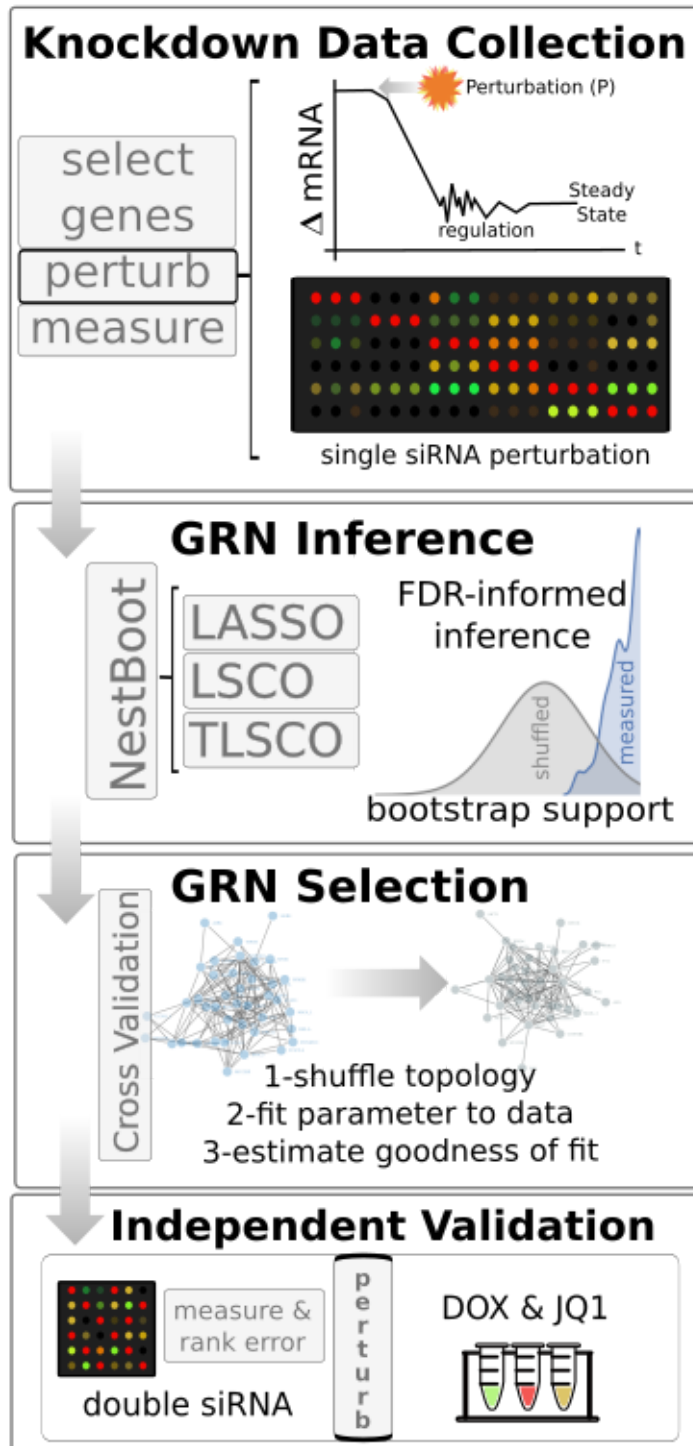 Knockdown Data Collection
select
genes
perturb
measure
Δ mRNA
Perturbation (P)
regulation
Steady
State
t
single siRNA perturbation
GRN Inference
NestBoot
LASSO
LSCO
TLSCO
FDR-informed
inference
shuffled
measured
bootstrap support
GRN Selection
Cross Validation
1-shuffle topology
2-fit parameter to data
3-estimate goodness of fit
Independent Validation
measure &
rank error
double siRNA
perturb
DOX & JQ1